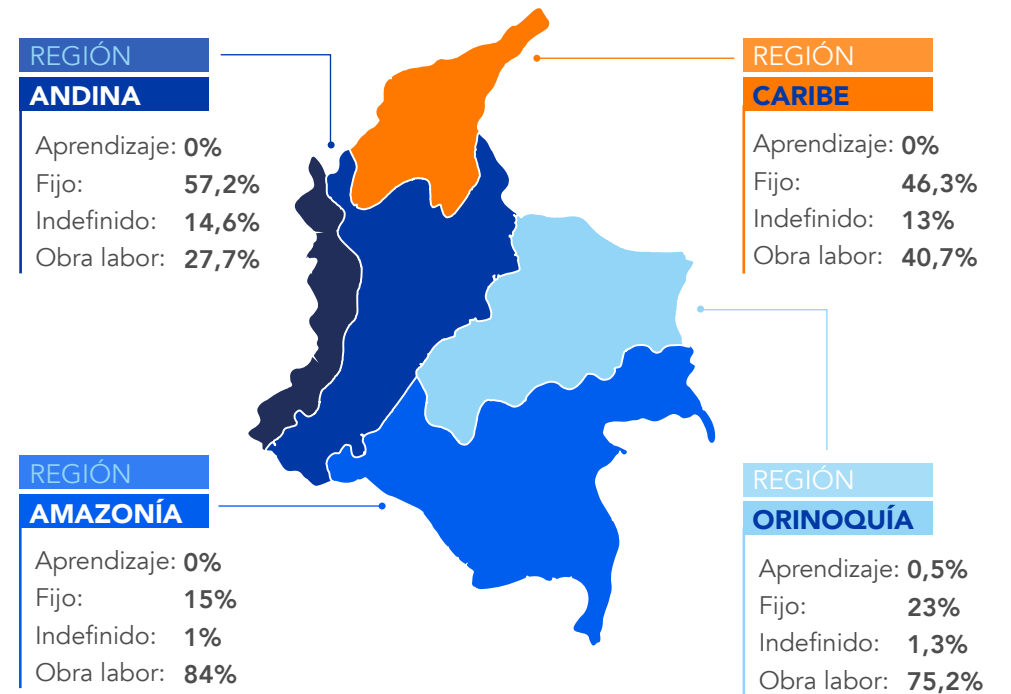 REGIÓN
ANDINA
Aprendizaje: 0%
Fijo: 57,2%
Indefinido: 14,6%
Obra labor: 27,7%
REGIÓN
CARIBE
Aprendizaje: 0%
Fijo: 46,3%
Indefinido: 13%
Obra labor: 40,7%
REGIÓN
AMAZONÍA
Aprendizaje: 0%
Fijo: 15%
Indefinido: 1%
Obra labor: 84%
REGIÓN
ORINOQUÍA
Aprendizaje: 0,5%
Fijo: 23%
Indefinido: 1,3%
Obra labor: 75,2%